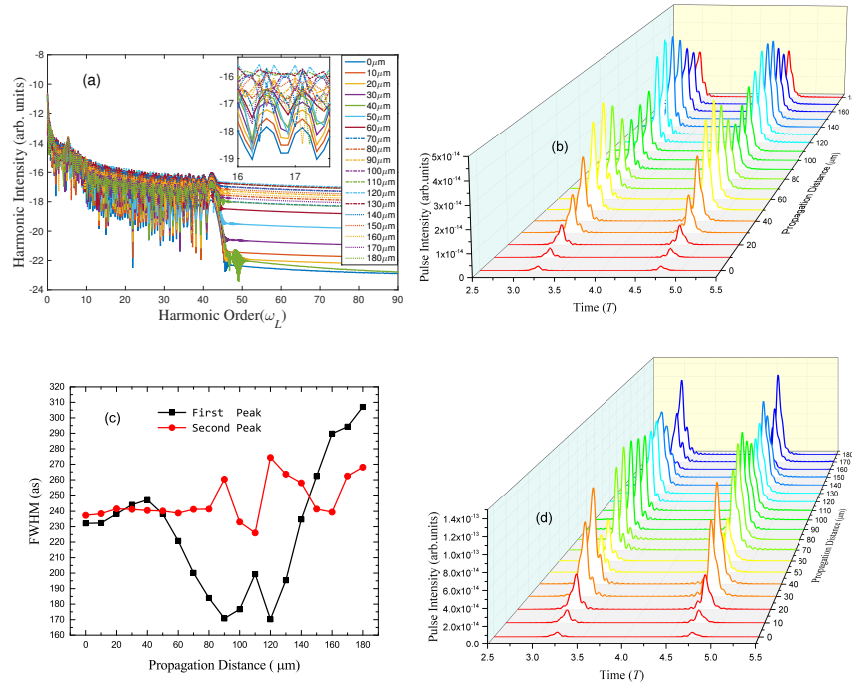 (a)
Harmonic Intensity (arb. units)
-8
-10
-12
-14
-16
-18
-20
-22
-24
0 10 20 30 40 50 60 70 80 90
Harmonic Order(ω_L)
-16
-17
-18
-19
16 17
0μm
10μm
20μm
30μm
40μm
50μm
60μm
70μm
80μm
90μm
100μm
110μm
120μm
130μm
140μm
150μm
160μm
170μm
180μm
(b)
Pulse Intensity (arb.units)
5x10⁻¹⁴
4x10⁻¹⁴
3x10⁻¹⁴
2x10⁻¹⁴
1x10⁻¹⁴
0
2.5 3.0 3.5 4.0 4.5 5.0 5.5
Time (T)
0
20
40
60
80
100
120
140
160
Propagation Distance (μm)
(c)
First Peak
Second Peak
FWHM (as)
320
310
300
290
280
270
260
250
240
230
220
210
200
190
180
170
160
0 20 40 60 80 100 120 140 160 180
Propagation Distance ( μm)
(d)
Pulse Intensity (arb.units)
1.4x10⁻¹³
1.2x10⁻¹³
1.0x10⁻¹³
8.0x10⁻¹⁴
6.0x10⁻¹⁴
4.0x10⁻¹⁴
2.0x10⁻¹⁴
0.0
2.5 3.0 3.5 4.0 4.5 5.0 5.5
Time (T)
0
10
20
30
50
60
70
80
90
100
110
120
130
140
150
160
170
180
Propagation Distance (μm)